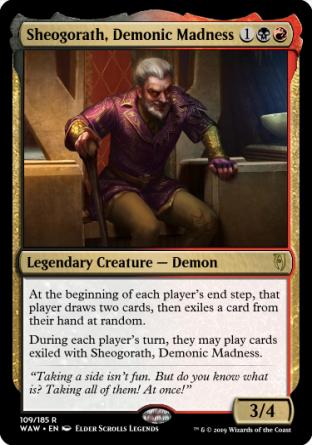 Sheogorath, Demonic Madness 1
Legendary Creature — Demon
At the beginning of each player's end step, that
player draws two cards, then exiles a card from
their hand at random.
During each player's turn, they may play cards
exiled with Sheogorath, Demonic Madness.
"Taking a side isn't fun. But do you know what
is? Taking all of them! At once!"
3/4
109/185 R
WAW • EN ELDER SCROLLS LEGENDS
™ & © 2019 Wizards of the Coast